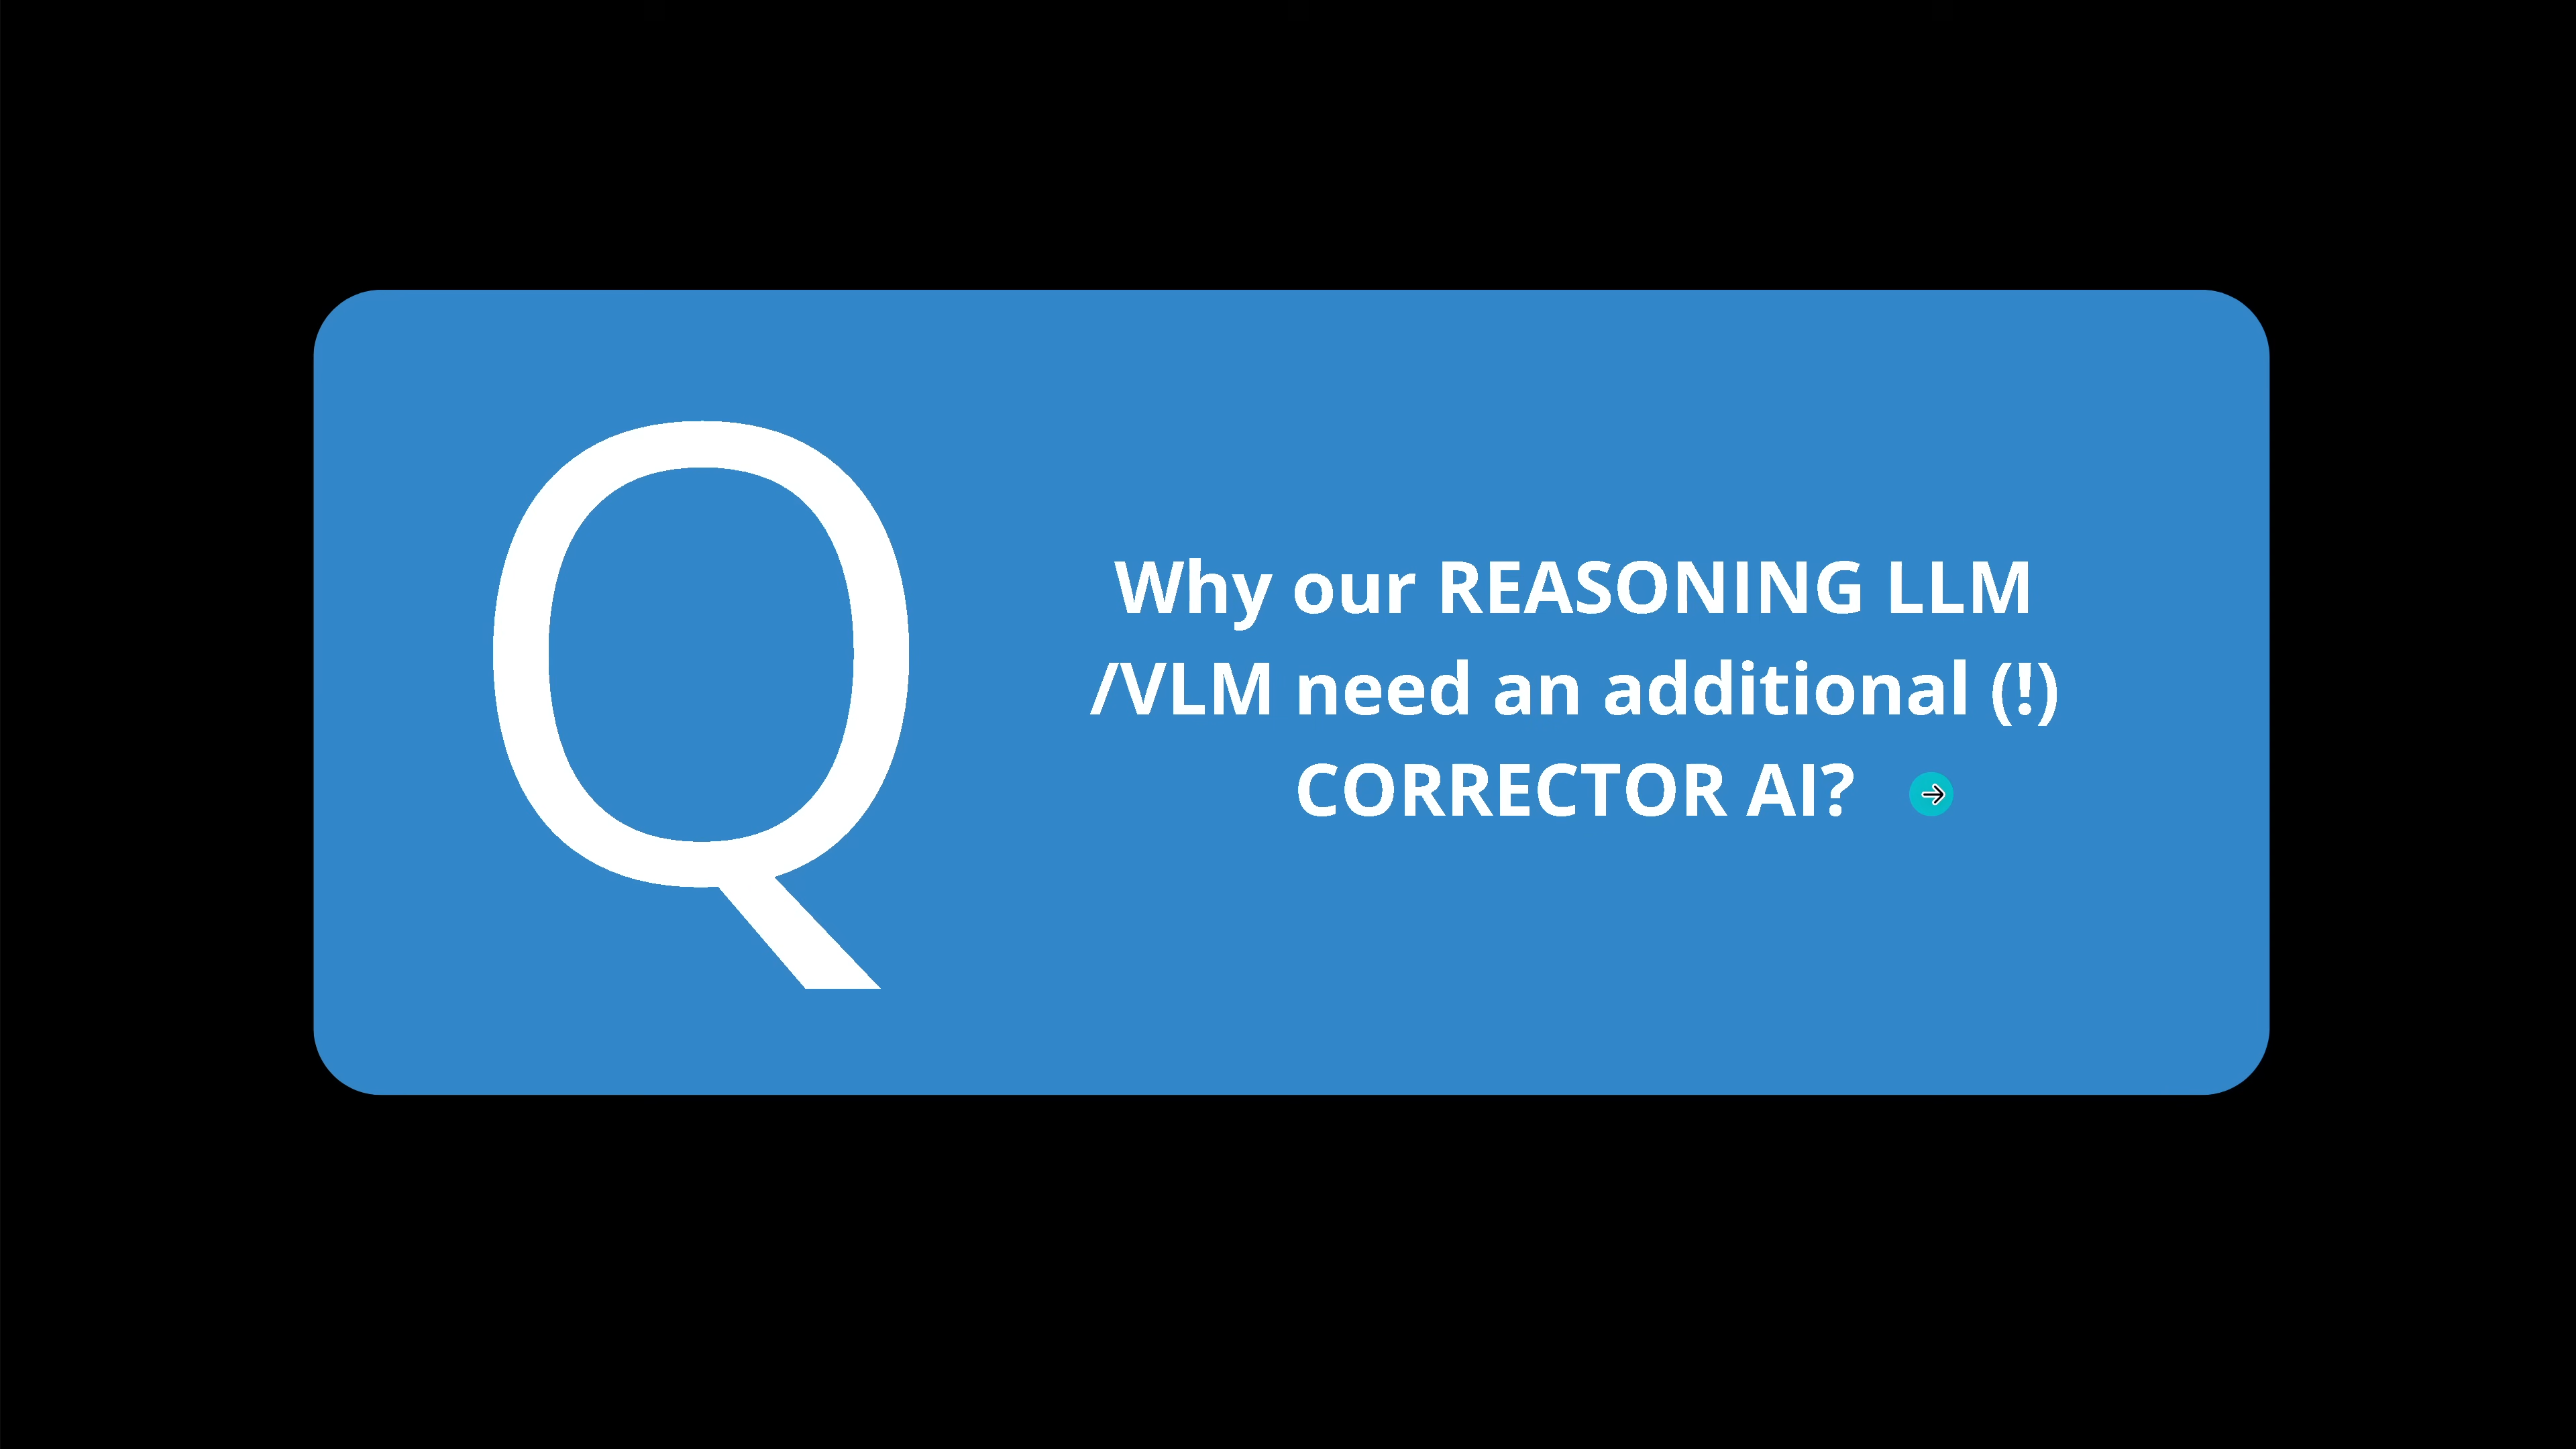 Q
Why our REASONING LLM
/VLM need an additional (!)
CORRECTOR AI?